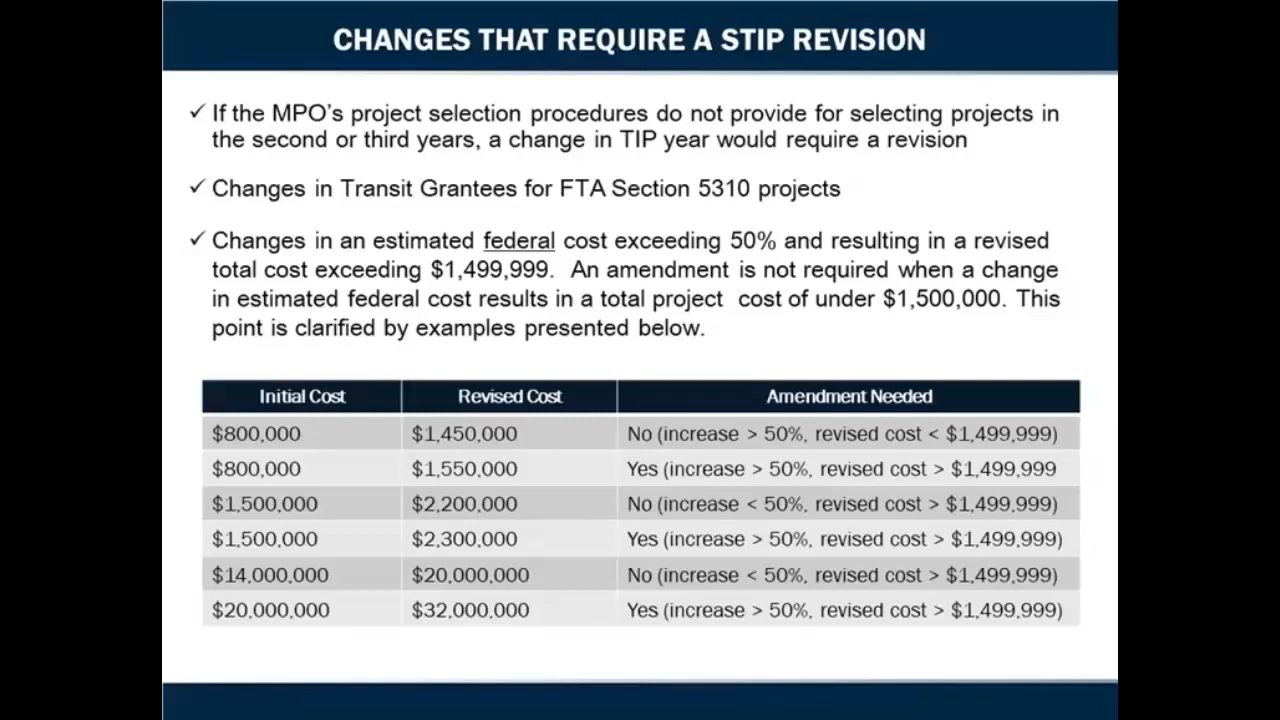 CHANGES THAT REQUIRE A STIP REVISION
✓ If the MPO's project selection procedures do not provide for selecting projects in
the second or third years, a change in TIP year would require a revision
✓ Changes in Transit Grantees for FTA Section 5310 projects
✓ Changes in an estimated federal cost exceeding 50% and resulting in a revised
total cost exceeding $1,499,999. An amendment is not required when a change
in estimated federal cost results in a total project cost of under $1,500,000. This
point is clarified by examples presented below.
Initial Cost Revised Cost Amendment Needed
$800,000 $1,450,000 No (increase > 50%, revised cost < $1,499,999)
$800,000 $1,550,000 Yes (increase > 50%, revised cost > $1,499,999
$1,500,000 $2,200,000 No (increase < 50%, revised cost > $1,499,999)
$1,500,000 $2,300,000 Yes (increase > 50%, revised cost > $1,499,999)
$14,000,000 $20,000,000 No (increase < 50%, revised cost > $1,499,999)
$20,000,000 $32,000,000 Yes (increase > 50%, revised cost > $1,499,999)